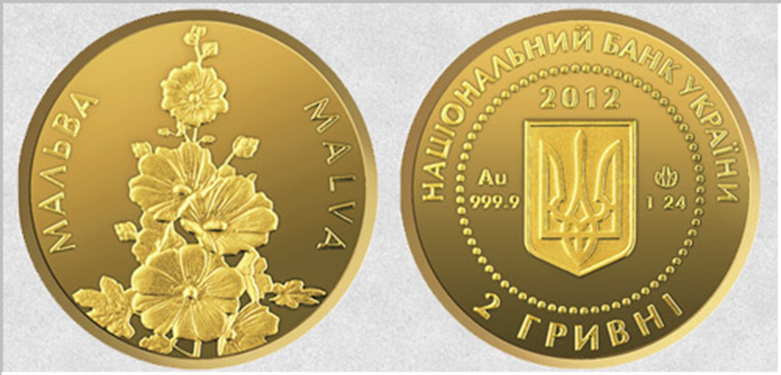 МАЛЬВА
MALVA
НАЦІОНАЛЬНИЙ БАНК УКРАЇНИ
2012
Au
999.9
1 24
2 ГРИВНІ